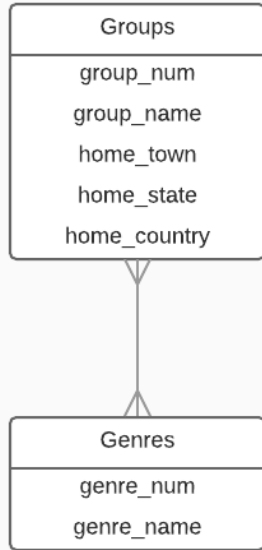 Groups
group_num
group_name
home_town
home_state
home_country
Genres
genre_num
genre_name